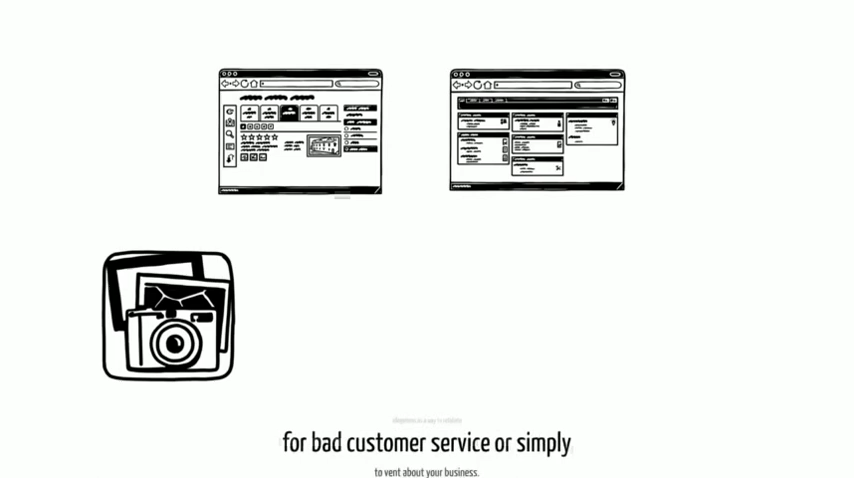 for bad customer service or simply
to vent about your business.